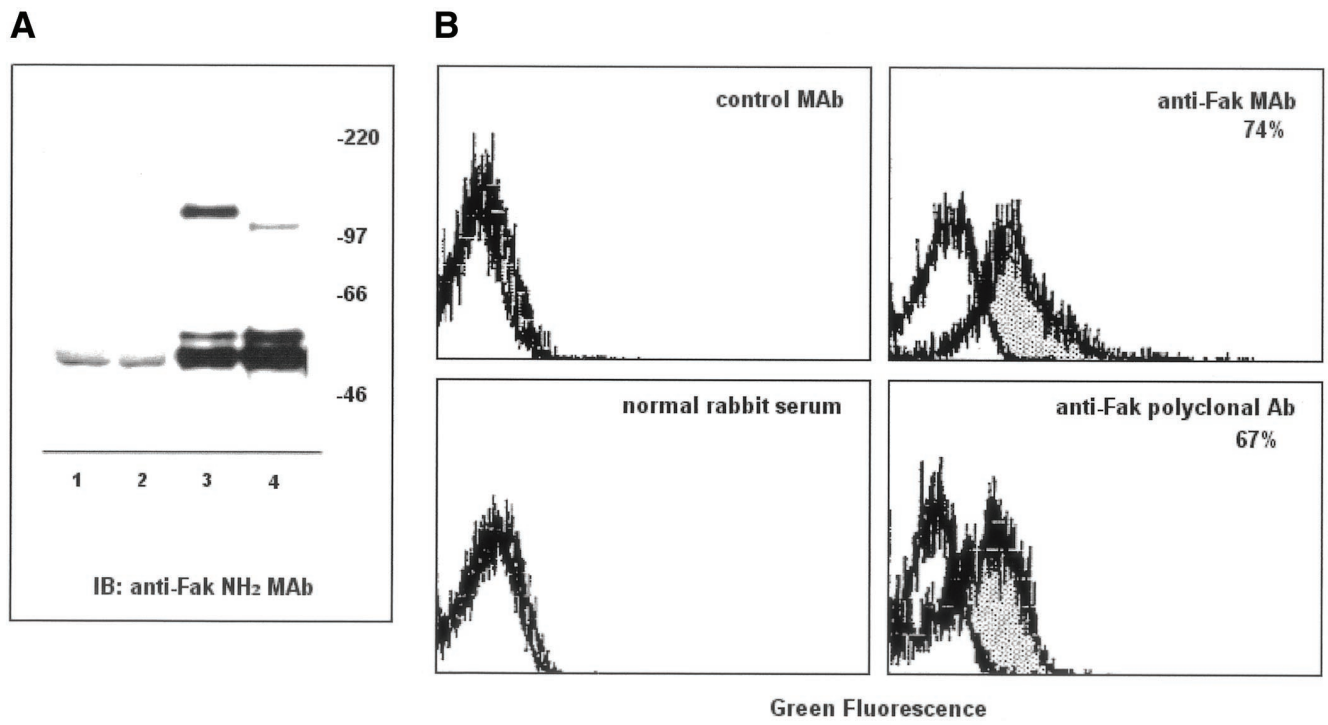 A
B
-220
-97
-66
-46
1 2 3 4
IB: anti-Fak NH₂ MAb
control MAb
anti-Fak MAb
74%
normal rabbit serum
anti-Fak polyclonal Ab
67%
Green Fluorescence